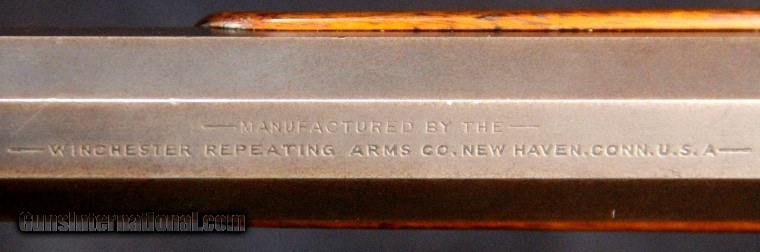 — MANUFACTURED BY THE —
— WINCHESTER REPEATING ARMS CO. NEW HAVEN. CONN. U.S.A —
GunsInternational.com